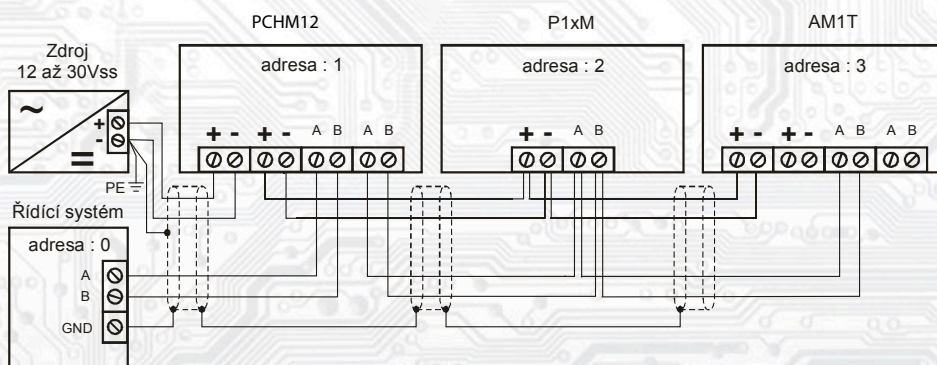 PCHM12
P1xM
AM1T
Zdroj
12 až 30Vss
adresa : 1
adresa : 2
adresa : 3
~
+
-
=
PE
+ - + - A B A B
+ - A B
+ - + - A B A B
Řídící systém
adresa : 0
A
B
GND